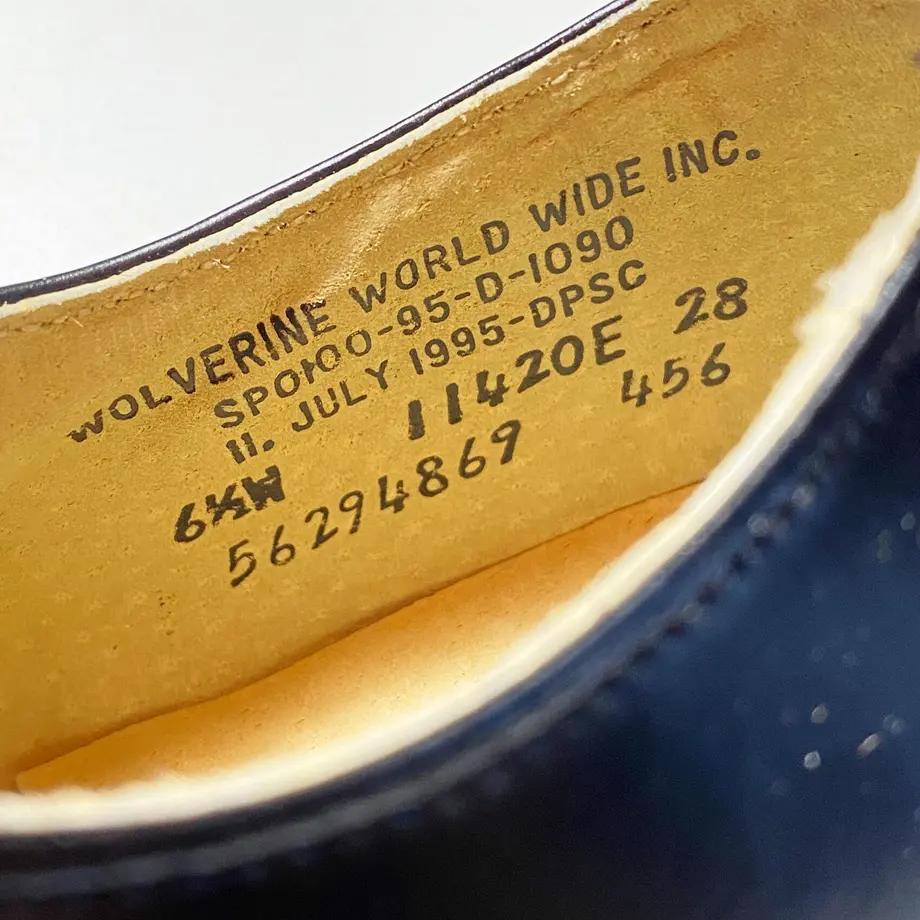 WOLVERINE WORLD WIDE INC.
SPO100-95-D-1090
11. JULY 1995-DPSC
6½W 11420E 28
56294869 456